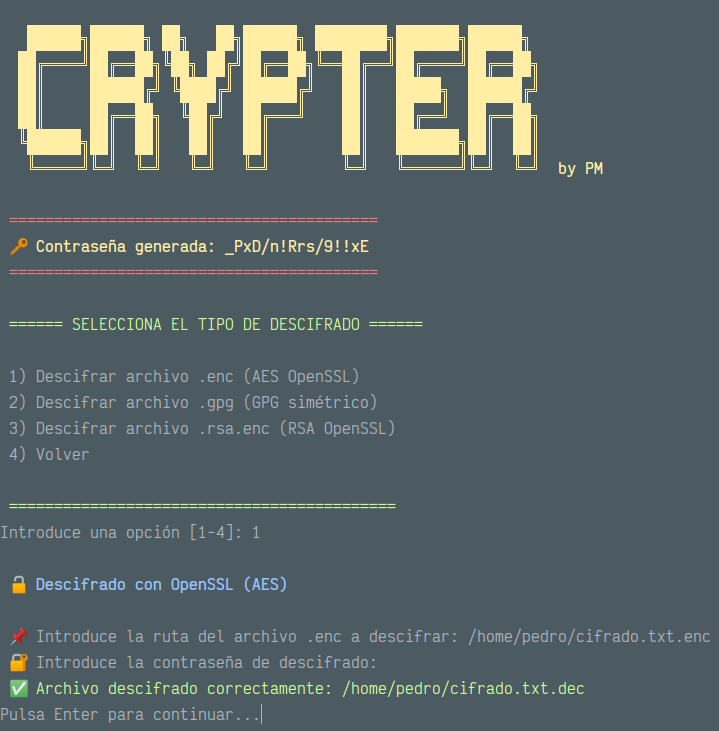 CRYPTER by PM
==========================================
🔑 Contraseña generada: _PxD/n!Rrs/9!!xE
==========================================
====== SELECCIONA EL TIPO DE DESCIFRADO ======
1) Descifrar archivo .enc (AES OpenSSL)
2) Descifrar archivo .gpg (GPG simétrico)
3) Descifrar archivo .rsa.enc (RSA OpenSSL)
4) Volver
===========================================
Introduce una opción [1-4]: 1
🔓 Descifrado con OpenSSL (AES)
📌 Introduce la ruta del archivo .enc a descifrar: /home/pedro/cifrado.txt.enc
🔐 Introduce la contraseña de descifrado:
✅ Archivo descifrado correctamente: /home/pedro/cifrado.txt.dec
Pulsa Enter para continuar...